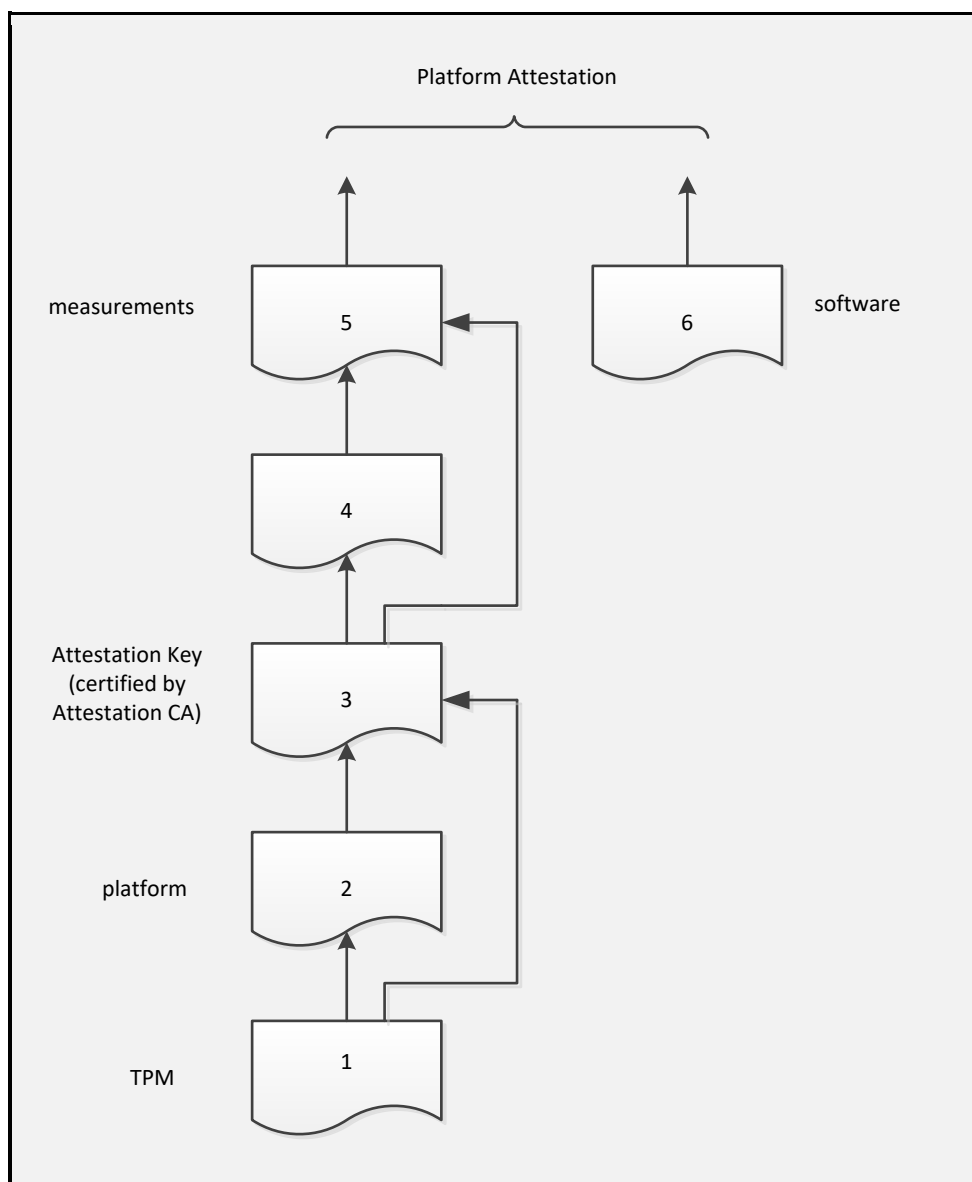 Platform Attestation
measurements
5
6
software
4
Attestation Key
(certified by
Attestation CA)
3
platform
2
TPM
1